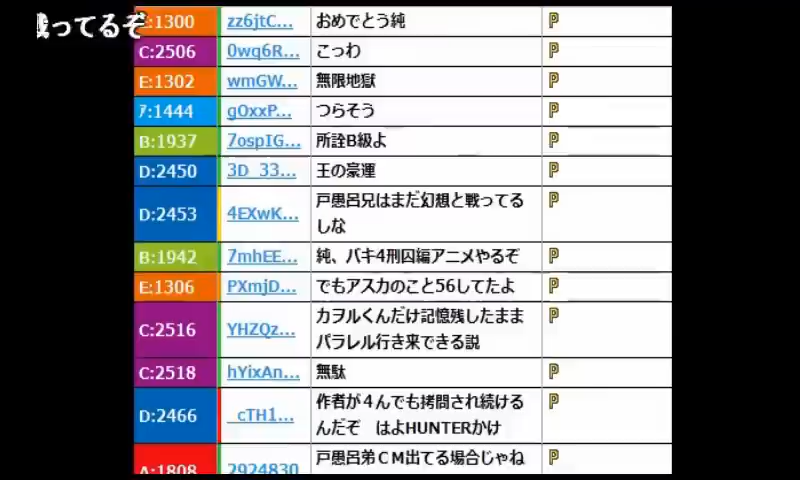 ってるぞ
:1300 zz6jtC... おめでとう純 P
C:2506 0wq6R... こっわ P
E:1302 wmGW... 無限地獄 P
ｱ:1444 gOxxP... つらそう P
B:1937 7ospIG... 所詮B級よ P
D:2450 3D_33... 王の豪運 P
D:2453 4EXwK... 戸愚呂兄はまだ幻想と戦ってる P
しな
B:1942 7mhEE... 純、バキ4刑囚編アニメやるぞ P
E:1306 PXmjD... でもアスカのこと56してたよ P
C:2516 YHZQz... カヲルくんだけ記憶残したまま P
パラレル行き来できる説
C:2518 hYixAn... 無駄 P
D:2466 _cTH1... 作者が４んでも拷問され続ける P
んだぞ　はよHUNTERかけ
A:1808 2924830 戸愚呂弟ＣＭ出てる場合じゃね P